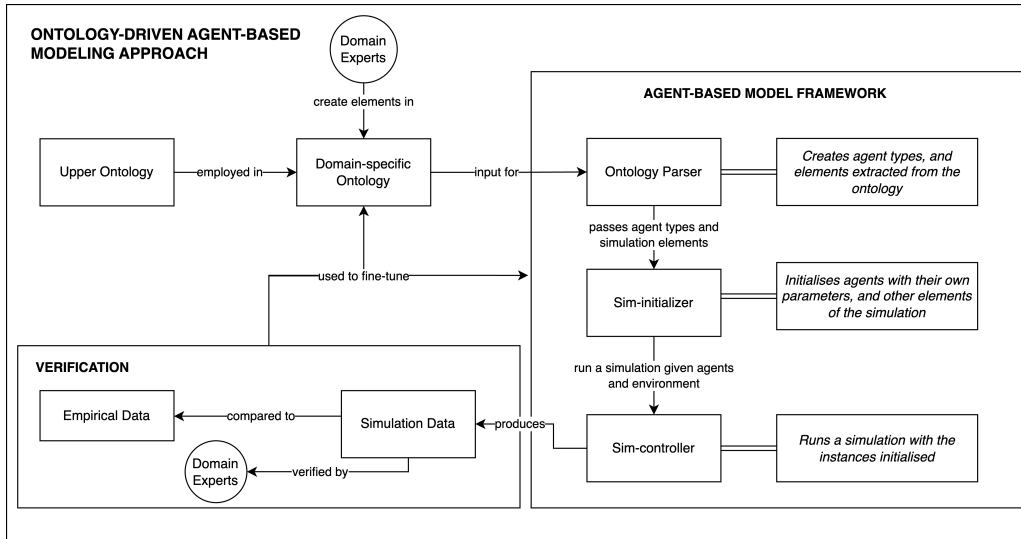 ONTOLOGY-DRIVEN AGENT-BASED
MODELING APPROACH
Domain
Experts
create elements in
AGENT-BASED MODEL FRAMEWORK
Upper Ontology
employed in
Domain-specific
Ontology
input for
Ontology Parser
Creates agent types, and
elements extracted from the
ontology
passes agent types and
simulation elements
used to fine-tune
Sim-initializer
Initialises agents with their own
parameters, and other elements
of the simulation
run a simulation given agents
and environment
VERIFICATION
Empirical Data
compared to
Simulation Data
produces
Sim-controller
Runs a simulation with the
instances initialised
Domain
Experts
verified by